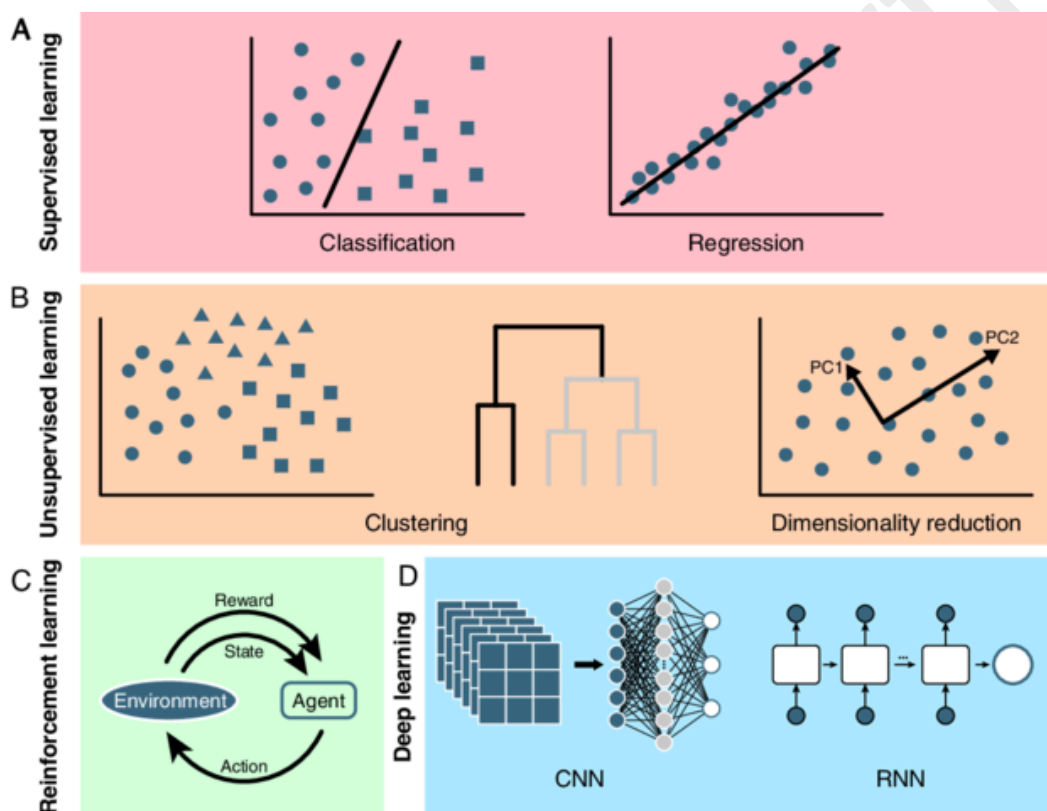 A
Supervised learning
Classification
Regression
B
Unsupervised learning
PC1
PC2
Clustering
Dimensionality reduction
C
Reinforcement learning
Reward
State
Environment
Agent
Action
D
Deep learning
...
...
CNN
RNN